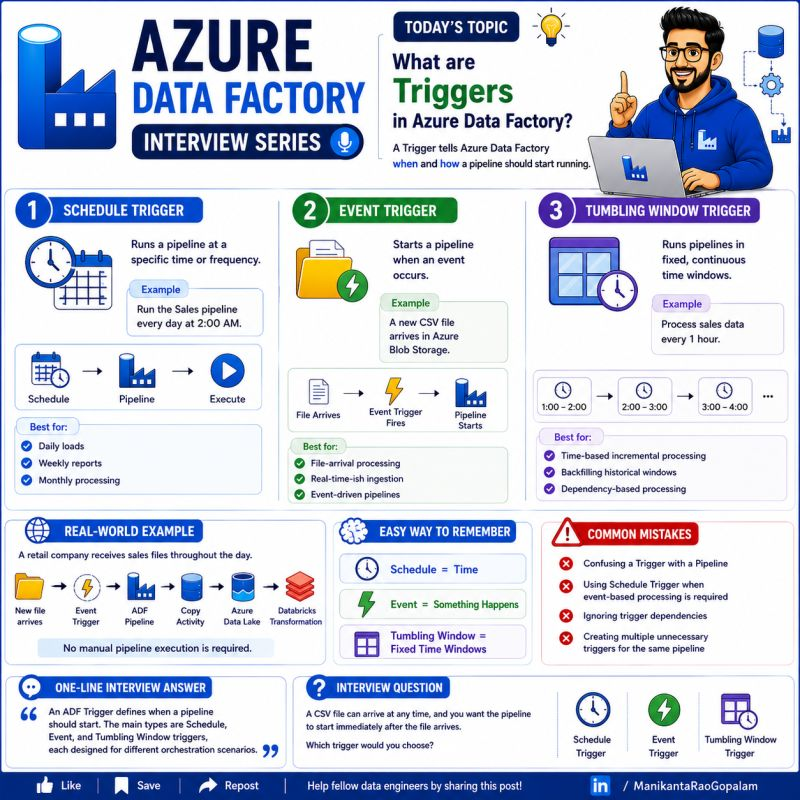 AZURE
DATA FACTORY
INTERVIEW SERIES
TODAY'S TOPIC
What are
Triggers
in Azure Data Factory?
A Trigger tells Azure Data Factory
when and how a pipeline should start running.
1 SCHEDULE TRIGGER
Runs a pipeline at a
specific time or frequency.
Example
Run the Sales pipeline
every day at 2:00 AM.
Schedule
Pipeline
Execute
Best for:
Daily loads
Weekly reports
Monthly processing
2 EVENT TRIGGER
Starts a pipeline
when an event
occurs.
Example
A new CSV file
arrives in Azure
Blob Storage.
File Arrives
Event Trigger
Fires
Pipeline
Starts
Best for:
File-arrival processing
Real-time-ish ingestion
Event-driven pipelines
3 TUMBLING WINDOW TRIGGER
Runs pipelines in
fixed, continuous
time windows.
Example
Process sales data
every 1 hour.
1:00 – 2:00
2:00 – 3:00
3:00 – 4:00
...
Best for:
Time-based incremental processing
Backfilling historical windows
Dependency-based processing
REAL-WORLD EXAMPLE
A retail company receives sales files throughout the day.
New file
arrives
Event
Trigger
ADF
Pipeline
Copy
Activity
Azure
Data Lake
Databricks
Transformation
No manual pipeline execution is required.
EASY WAY TO REMEMBER
Schedule = Time
Event = Something Happens
Tumbling Window =
Fixed Time Windows
COMMON MISTAKES
Confusing a Trigger with a Pipeline
Using Schedule Trigger when
event-based processing is required
Ignoring trigger dependencies
Creating multiple unnecessary
triggers for the same pipeline
ONE-LINE INTERVIEW ANSWER
“ An ADF Trigger defines when a pipeline
should start. The main types are Schedule,
Event, and Tumbling Window triggers,
each designed for different orchestration scenarios. ”
? INTERVIEW QUESTION
A CSV file can arrive at any time, and you want the pipeline
to start immediately after the file arrives.
Which trigger would you choose?
Schedule
Trigger
Event
Trigger
Tumbling Window
Trigger
Like
Save
Repost
Help fellow data engineers by sharing this post!
in / ManikantaRaoGopalam